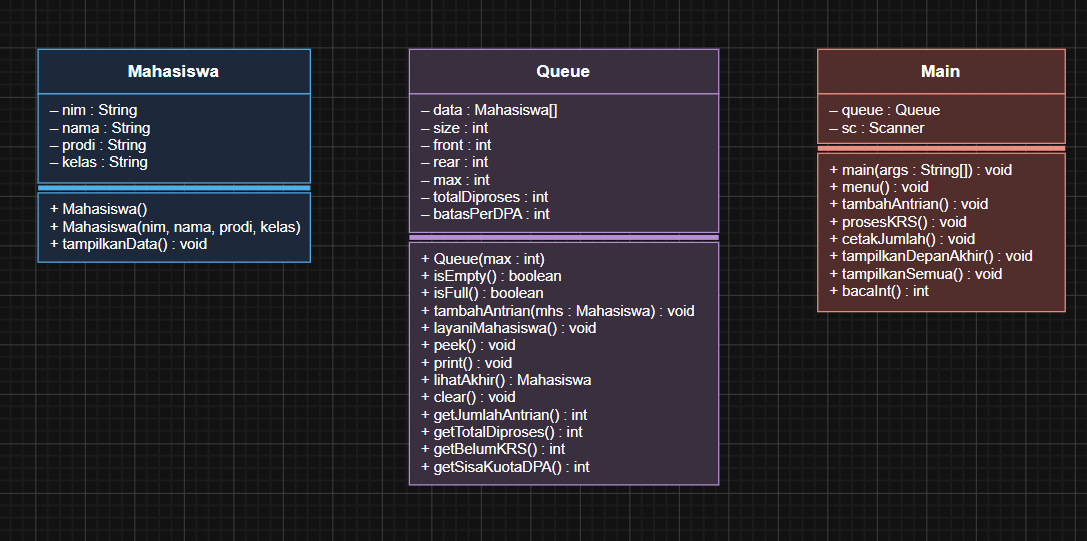 Mahasiswa
– nim : String
– nama : String
– prodi : String
– kelas : String
+ Mahasiswa()
+ Mahasiswa(nim, nama, prodi, kelas)
+ tampilkanData() : void
Queue
– data : Mahasiswa[]
– size : int
– front : int
– rear : int
– max : int
– totalDiproses : int
– batasPerDPA : int
+ Queue(max : int)
+ isEmpty() : boolean
+ isFull() : boolean
+ tambahAntrian(mhs : Mahasiswa) : void
+ layaniMahasiswa() : void
+ peek() : void
+ print() : void
+ lihatAkhir() : Mahasiswa
+ clear() : void
+ getJumlahAntrian() : int
+ getTotalDiproses() : int
+ getBelumKRS() : int
+ getSisaKuotaDPA() : int
Main
– queue : Queue
– sc : Scanner
+ main(args : String[]) : void
+ menu() : void
+ tambahAntrian() : void
+ prosesKRS() : void
+ cetakJumlah() : void
+ tampilkanDepanAkhir() : void
+ tampilkanSemua() : void
+ bacaInt() : int